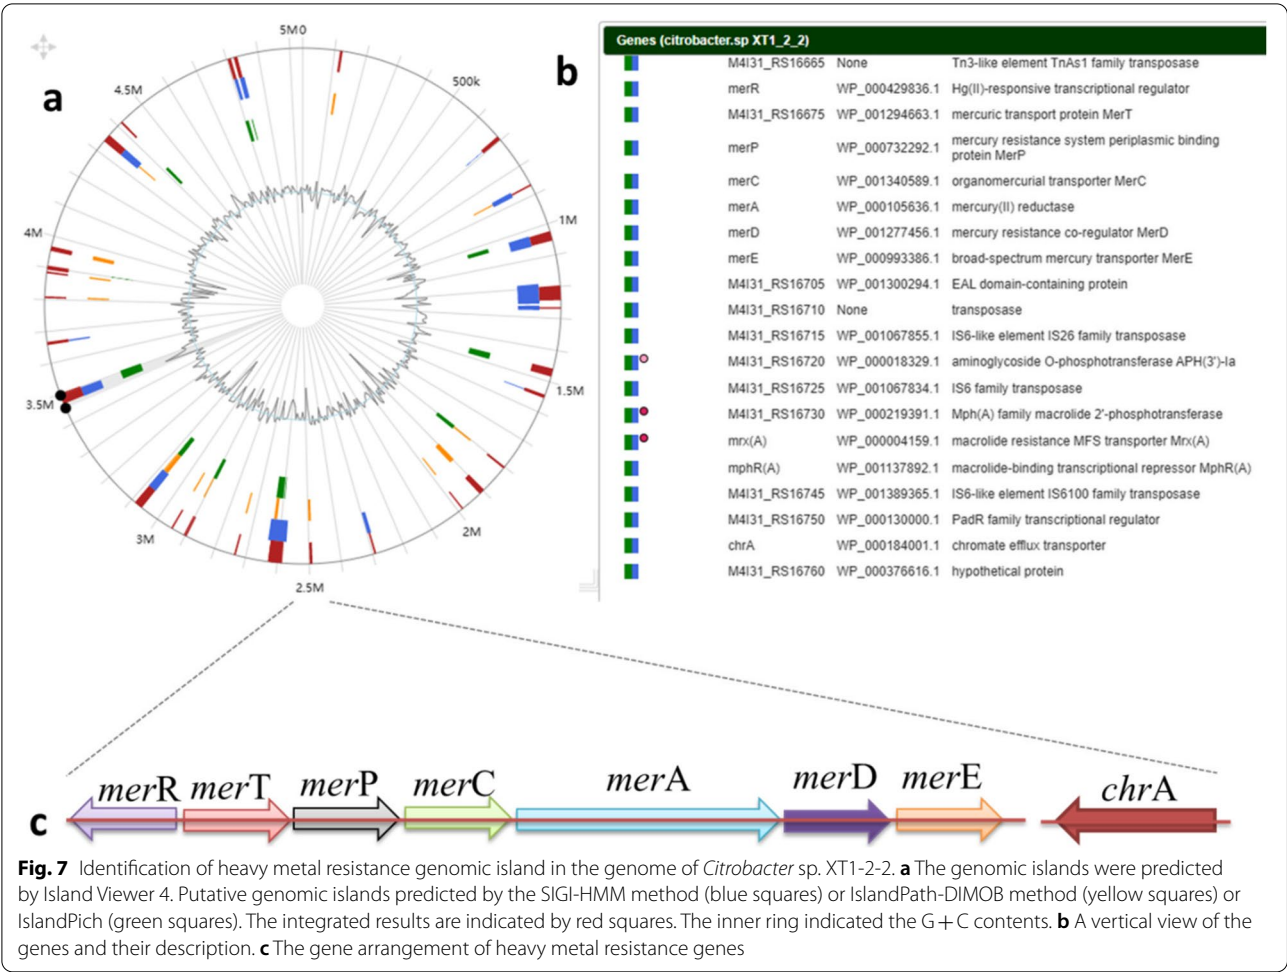 a
5M 0
500k
1M
1.5M
2M
2.5M
3M
3.5M
4M
4.5M
b
Genes (citrobacter.sp XT1_2_2)
M4I31_RS16665 None Tn3-like element TnAs1 family transposase
merR WP_000429836.1 Hg(II)-responsive transcriptional regulator
M4I31_RS16675 WP_001294663.1 mercuric transport protein MerT
merP WP_000732292.1 mercury resistance system periplasmic binding
protein MerP
merC WP_001340589.1 organomercurial transporter MerC
merA WP_000105636.1 mercury(II) reductase
merD WP_001277456.1 mercury resistance co-regulator MerD
merE WP_000993386.1 broad-spectrum mercury transporter MerE
M4I31_RS16705 WP_001300294.1 EAL domain-containing protein
M4I31_RS16710 None transposase
M4I31_RS16715 WP_001067855.1 IS6-like element IS26 family transposase
M4I31_RS16720 WP_000018329.1 aminoglycoside O-phosphotransferase APH(3')-Ia
M4I31_RS16725 WP_001067834.1 IS6 family transposase
M4I31_RS16730 WP_000219391.1 Mph(A) family macrolide 2'-phosphotransferase
mrx(A) WP_000004159.1 macrolide resistance MFS transporter Mrx(A)
mphR(A) WP_001137892.1 macrolide-binding transcriptional repressor MphR(A)
M4I31_RS16745 WP_001389365.1 IS6-like element IS6100 family transposase
M4I31_RS16750 WP_000130000.1 PadR family transcriptional regulator
chrA WP_000184001.1 chromate efflux transporter
M4I31_RS16760 WP_000376616.1 hypothetical protein
merR merT merP merC merA merD merE chrA
c
Fig. 7 Identification of heavy metal resistance genomic island in the genome of Citrobacter sp. XT1-2-2. a The genomic islands were predicted
by Island Viewer 4. Putative genomic islands predicted by the SIGI-HMM method (blue squares) or IslandPath-DIMOB method (yellow squares) or
IslandPich (green squares). The integrated results are indicated by red squares. The inner ring indicated the G + C contents. b A vertical view of the
genes and their description. c The gene arrangement of heavy metal resistance genes